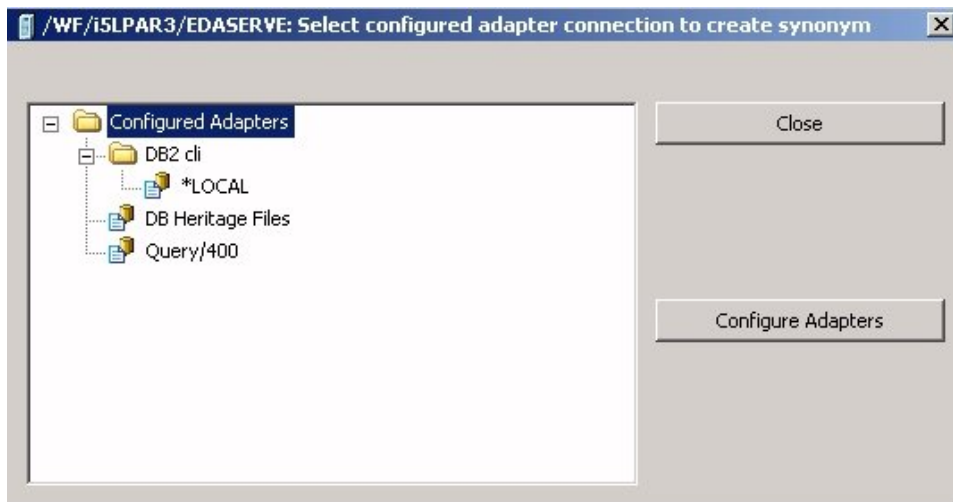 /WF/i5LPAR3/EDASERVE: Select configured adapter connection to create synonym
Configured Adapters
DB2 cli
*LOCAL
DB Heritage Files
Query/400
Close
Configure Adapters